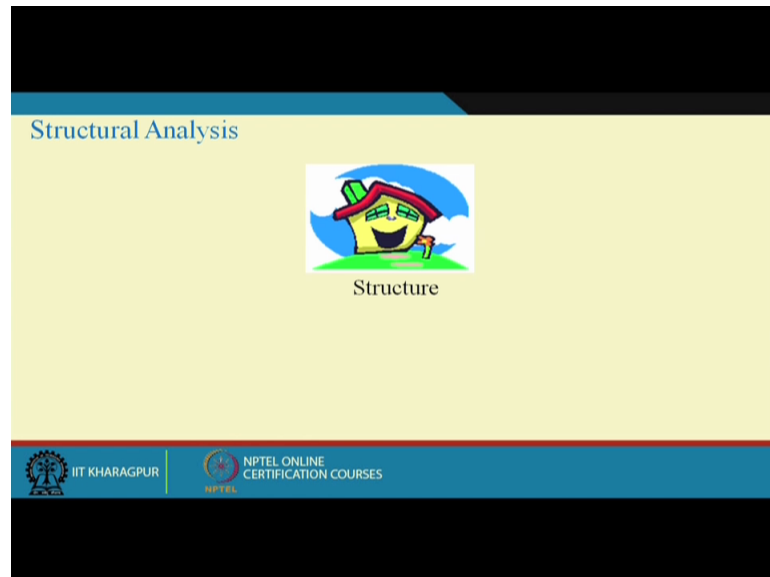 Structural Analysis
Structure
IIT KHARAGPUR
NPTEL ONLINE
CERTIFICATION COURSES
NPTEL